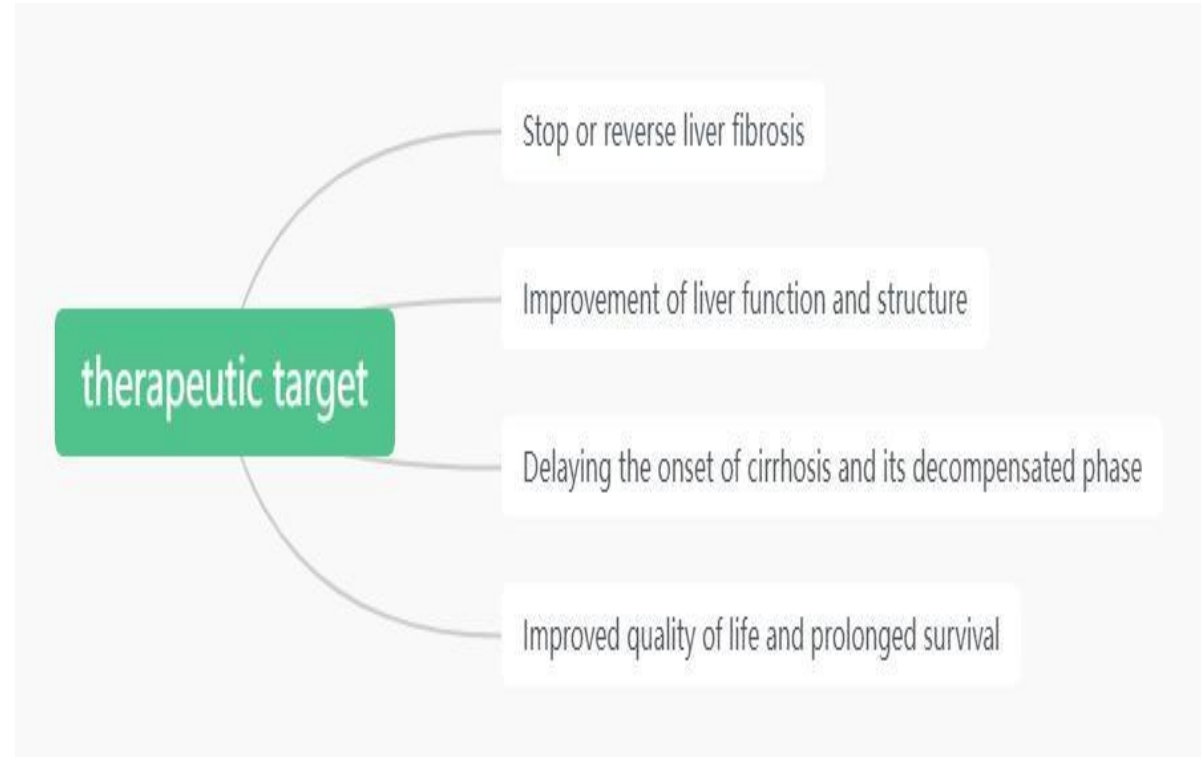 Stop or reverse liver fibrosis
Improvement of liver function and structure
therapeutic target
Delaying the onset of cirrhosis and its decompensated phase
Improved quality of life and prolonged survival